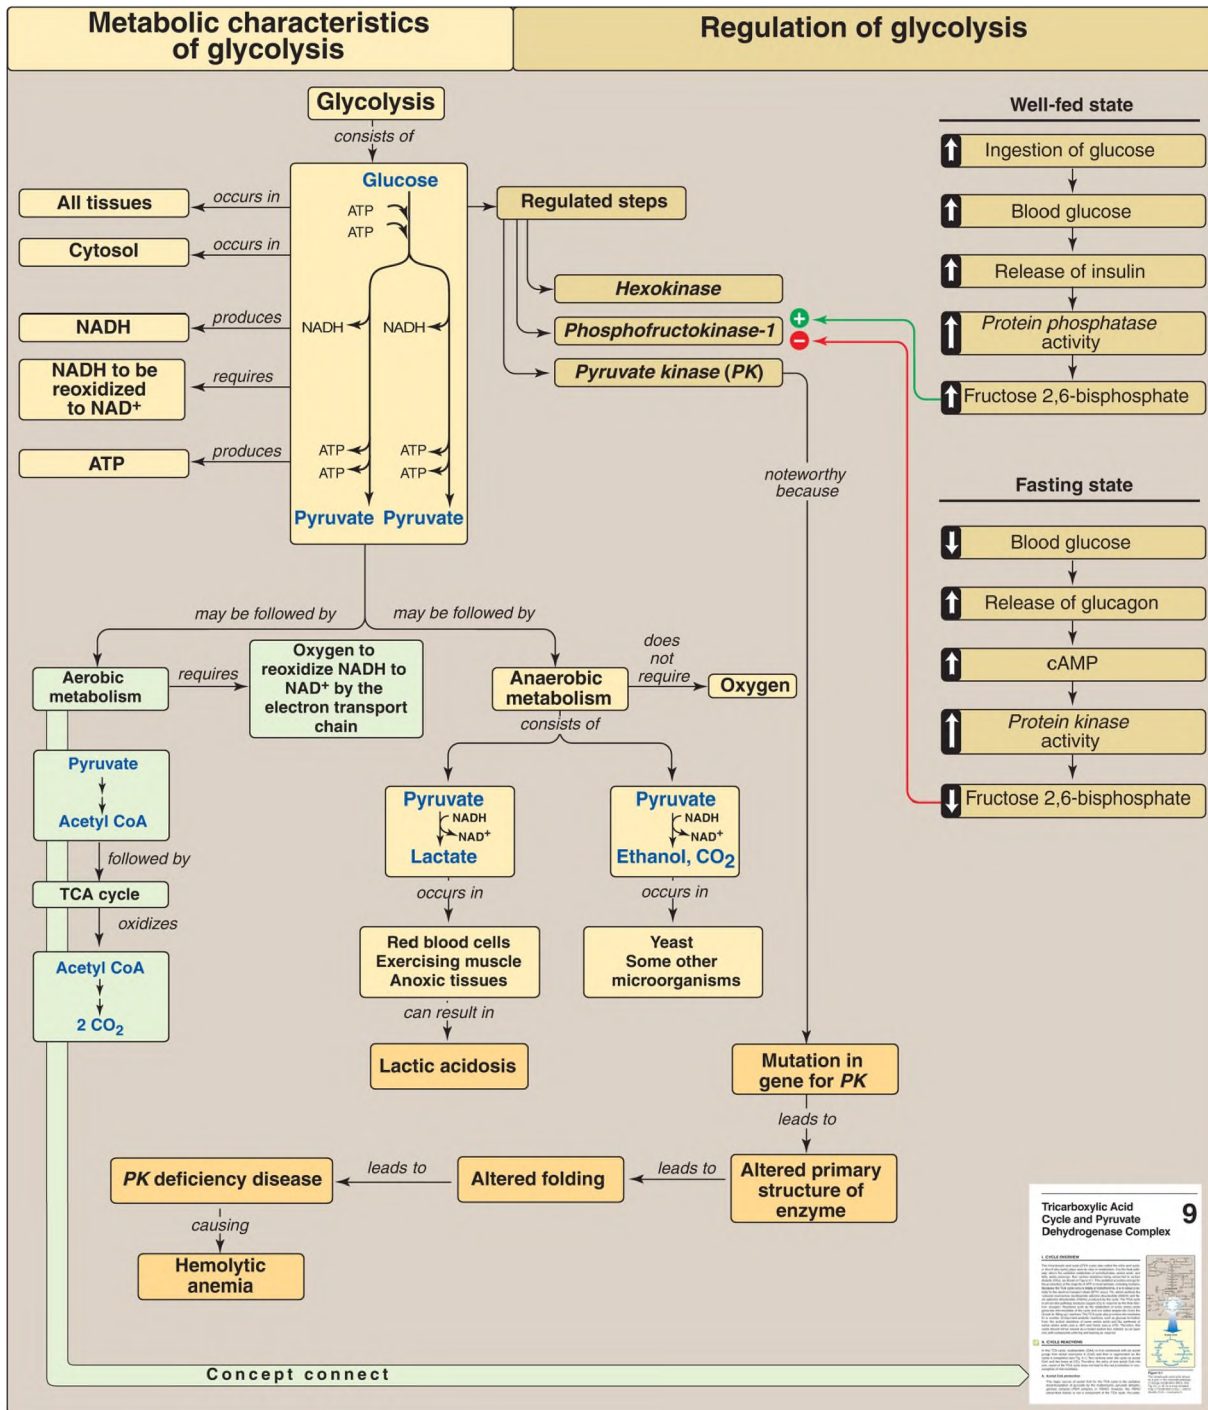 Metabolic characteristics
of glycolysis
Regulation of glycolysis
Glycolysis
consists of
Glucose
ATP
ATP
NADH
NADH
ATP
ATP
ATP
ATP
Pyruvate
Pyruvate
occurs in
All tissues
occurs in
Cytosol
produces
NADH
requires
NADH to be
reoxidized
to NAD+
produces
ATP
Regulated steps
Hexokinase
Phosphofructokinase-1
+
−
Pyruvate kinase (PK)
noteworthy
because
Well-fed state
Ingestion of glucose
Blood glucose
Release of insulin
Protein phosphatase
activity
Fructose 2,6-bisphosphate
Fasting state
Blood glucose
Release of glucagon
cAMP
Protein kinase
activity
Fructose 2,6-bisphosphate
may be followed by
may be followed by
Aerobic
metabolism
requires
Oxygen to
reoxidize NADH to
NAD+ by the
electron transport
chain
Anaerobic
metabolism
does
not
require
Oxygen
consists of
Pyruvate
Acetyl CoA
followed by
TCA cycle
oxidizes
Acetyl CoA
2 CO2
Pyruvate
NADH
NAD+
Lactate
occurs in
Red blood cells
Exercising muscle
Anoxic tissues
can result in
Lactic acidosis
Pyruvate
NADH
NAD+
Ethanol, CO2
occurs in
Yeast
Some other
microorganisms
Mutation in
gene for PK
leads to
Altered primary
structure of
enzyme
leads to
Altered folding
leads to
PK deficiency disease
causing
Hemolytic
anemia
Concept connect
Tricarboxylic Acid
Cycle and Pyruvate
Dehydrogenase Complex
9
I. CYCLE OVERVIEW
II. CYCLE REACTIONS